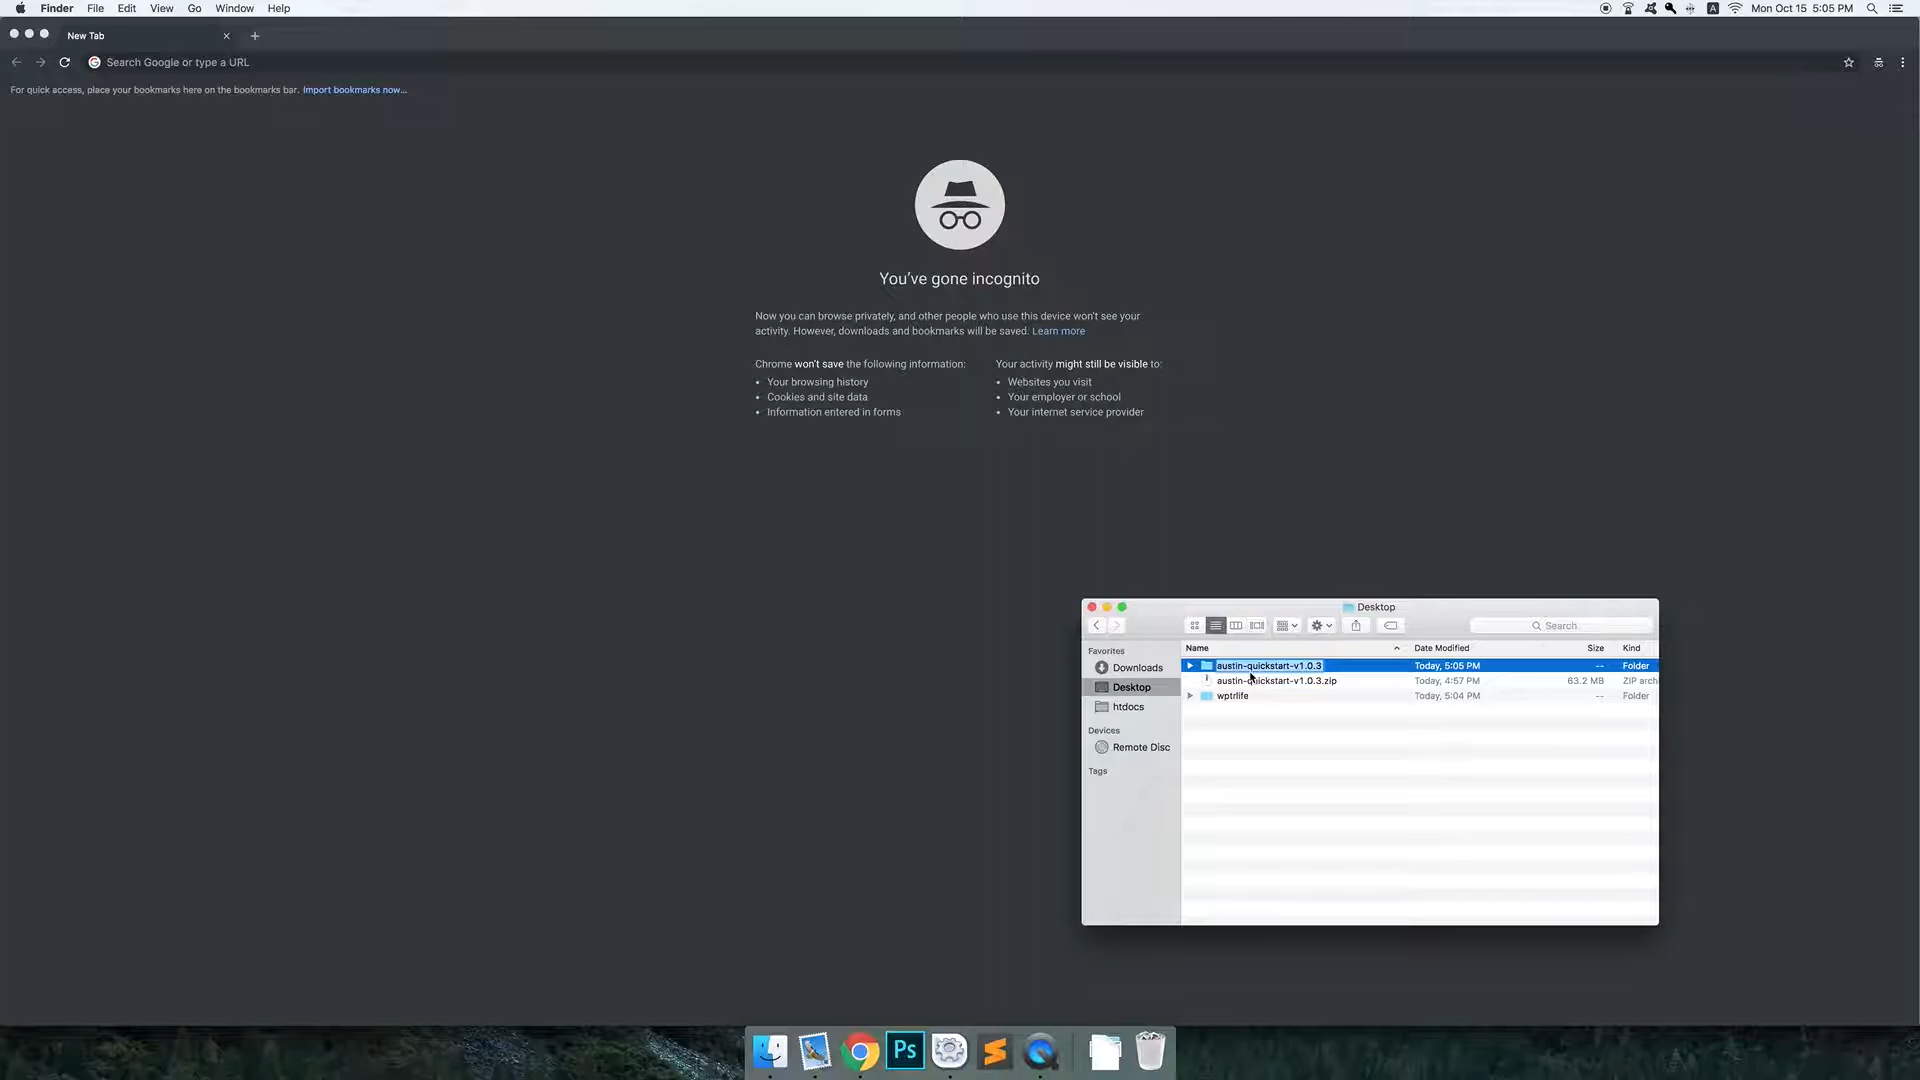 Finder File Edit View Go Window Help
A Mon Oct 15 5:05 PM
New Tab
Search Google or type a URL
For quick access, place your bookmarks here on the bookmarks bar. Import bookmarks now...
You've gone incognito
Now you can browse privately, and other people who use this device won't see your
activity. However, downloads and bookmarks will be saved. Learn more
Chrome won't save the following information:
• Your browsing history
• Cookies and site data
• Information entered in forms
Your activity might still be visible to:
• Websites you visit
• Your employer or school
• Your internet service provider
Desktop
Search
Favorites
Downloads
Desktop
htdocs
Devices
Remote Disc
Tags
Name Date Modified Size Kind
austin-quickstart-v1.0.3 Today, 5:05 PM -- Folder
austin-quickstart-v1.0.3.zip Today, 4:57 PM 63.2 MB ZIP arch
wptrlife Today, 5:04 PM -- Folder
Ps